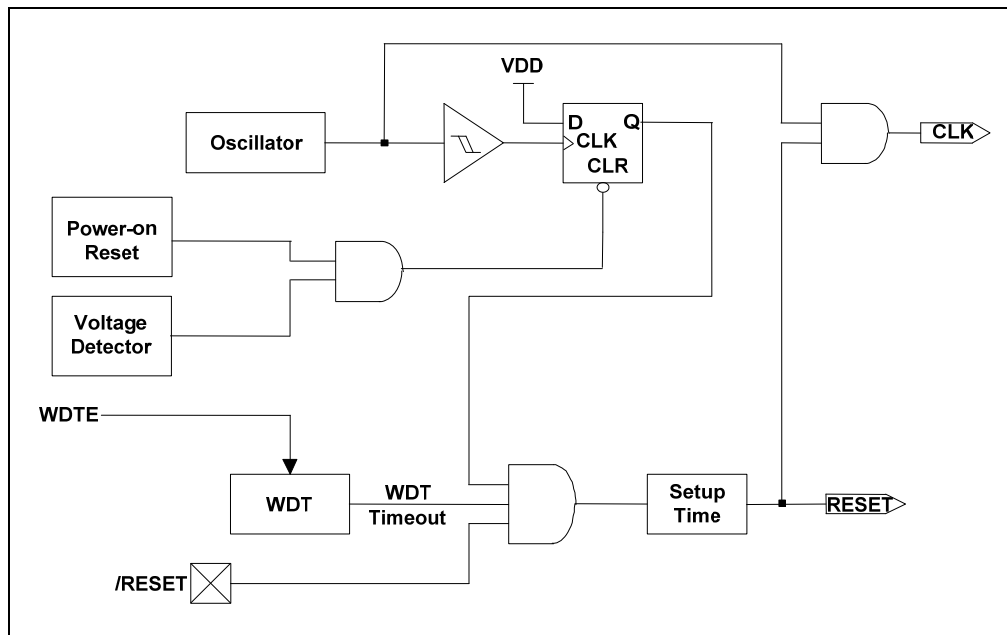 VDD
Oscillator
D
Q
CLK
CLR
CLK
Power-on
Reset
Voltage
Detector
WDTE
WDT
WDT
Timeout
Setup
Time
RESET
/RESET